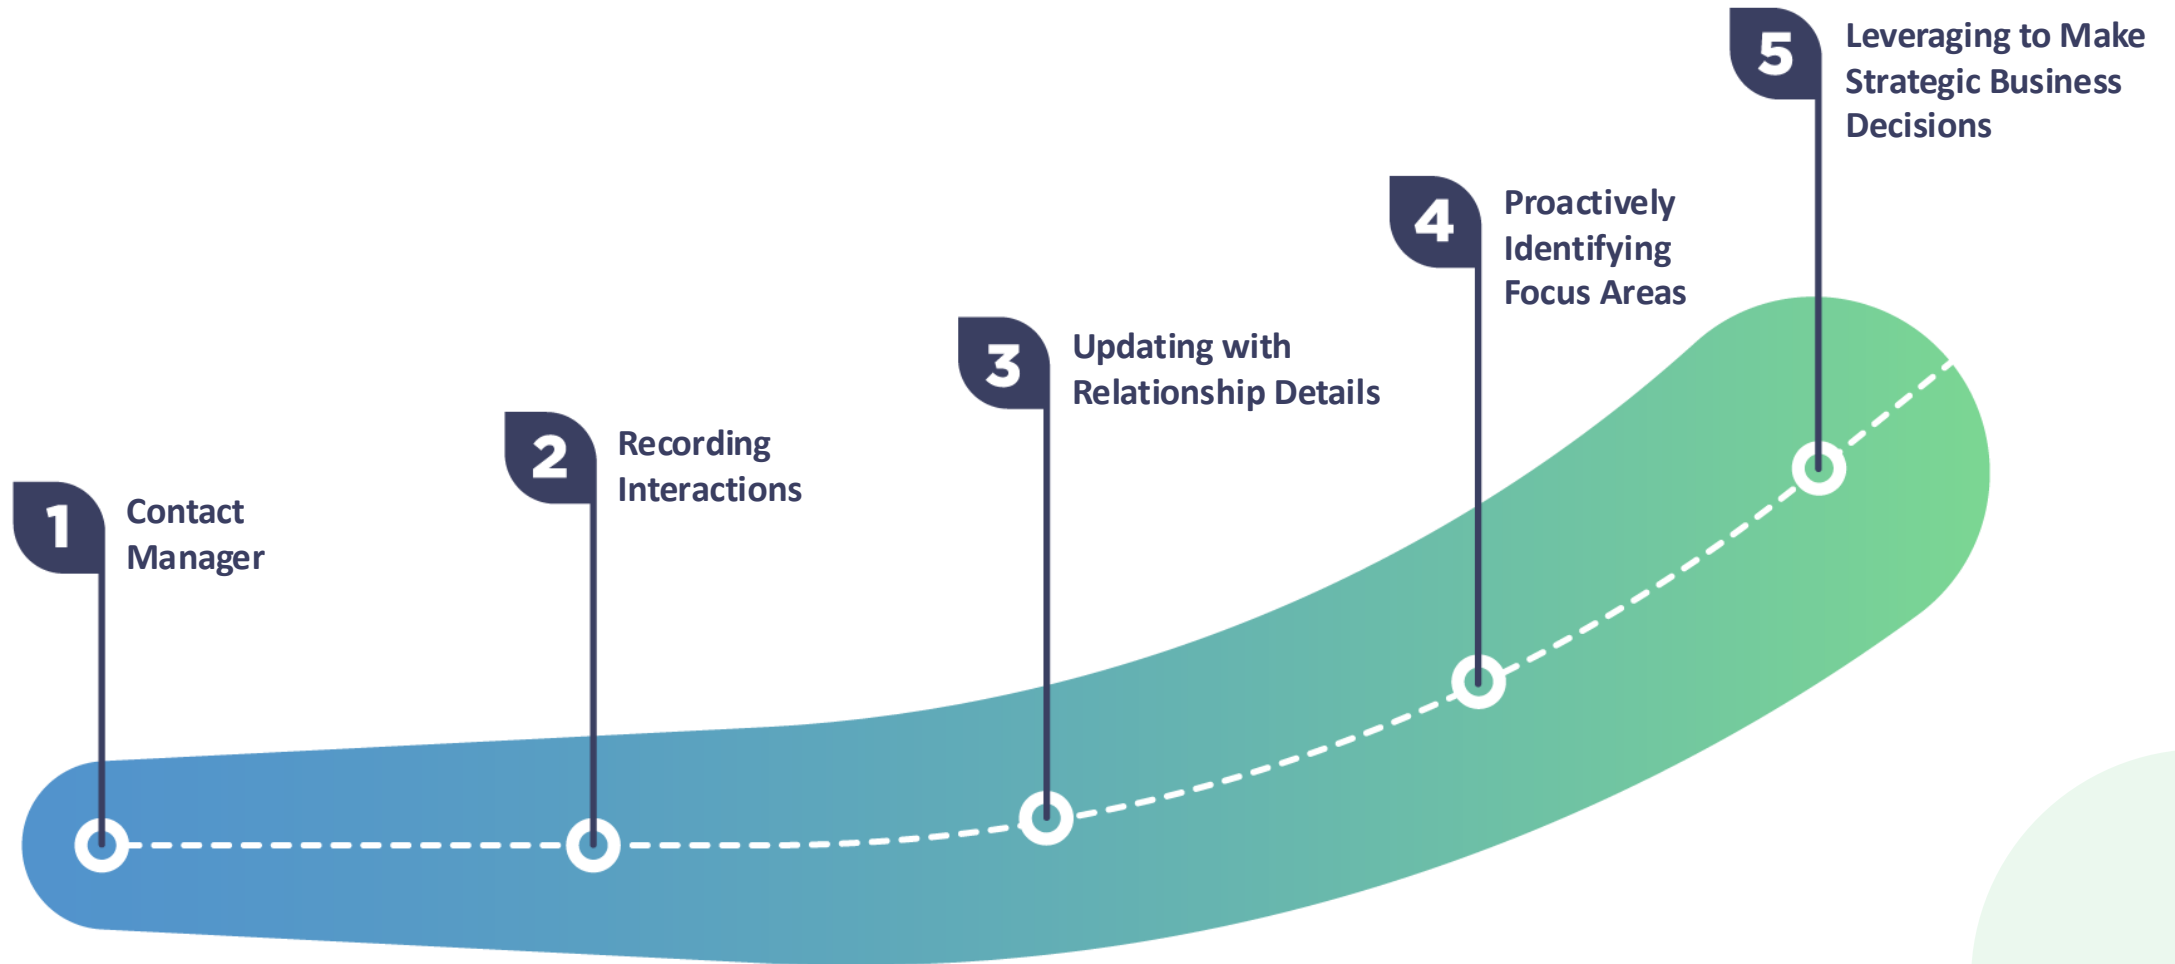 1
Contact
Manager
2
Recording
Interactions
3
Updating with
Relationship Details
4
Proactively
Identifying
Focus Areas
5
Leveraging to Make
Strategic Business
Decisions